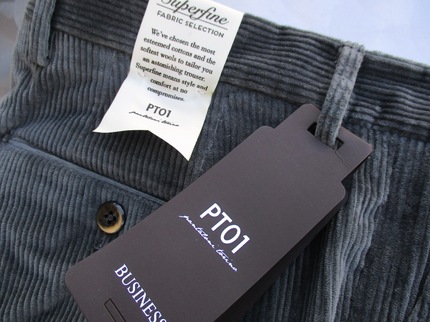 Superfine
FABRIC SELECTION
We've chosen the most
esteemed cottons and the
softest wools to tailor you
an astonishing trouser.
Superfine means style and
comfort at no
compromises.
PT01
pantaloni torino
PT01
pantaloni torino
BUSINESS